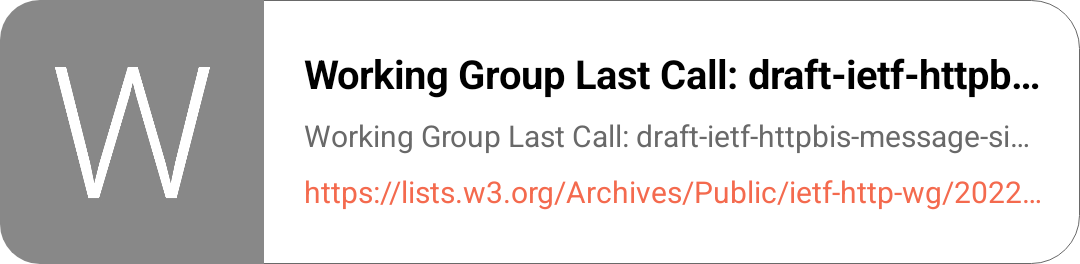 W
Working Group Last Call: draft-ietf-httpb...
Working Group Last Call: draft-ietf-httpbis-message-si...
https://lists.w3.org/Archives/Public/ietf-http-wg/2022...